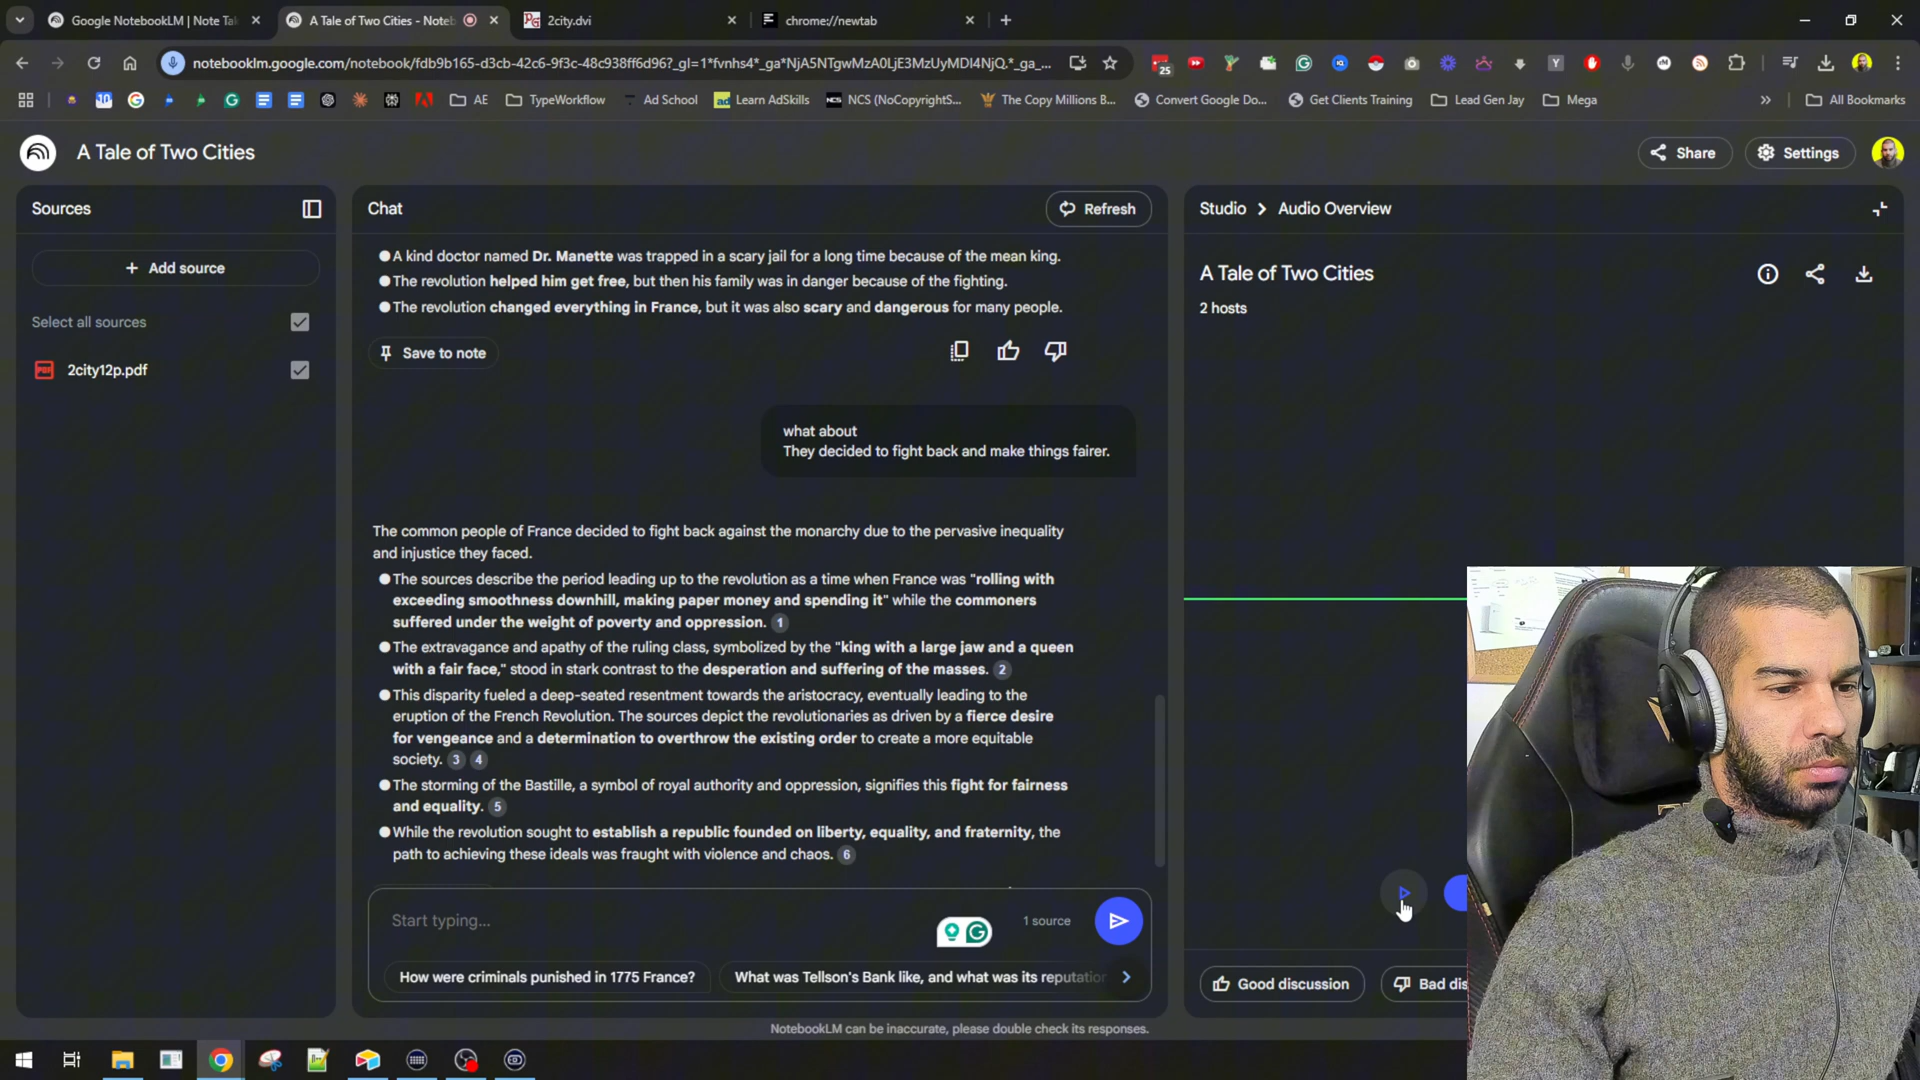 Google NotebookLM | Note Tak
A Tale of Two Cities - Noteb
2city.dvi
chrome://newtab
notebooklm.google.com/notebook/fdb9b165-d3cb-42c6-9f3c-48c938ff6d96?_gl=1*fvnhs4*_ga*NjA5NTgwMzA0LjE3MzUyMDI4NjQ.*_ga_...
25
AE
TypeWorkflow
Ad School
Learn AdSkills
NCS (NoCopyrightS...
The Copy Millions B...
Convert Google Do...
Get Clients Training
Lead Gen Jay
Mega
All Bookmarks
A Tale of Two Cities
Share
Settings
Sources
Add source
Select all sources
PDF
2city12p.pdf
Chat
Refresh
A kind doctor named Dr. Manette was trapped in a scary jail for a long time because of the mean king.
The revolution helped him get free, but then his family was in danger because of the fighting.
The revolution changed everything in France, but it was also scary and dangerous for many people.
Save to note
what about
They decided to fight back and make things fairer.
The common people of France decided to fight back against the monarchy due to the pervasive inequality
and injustice they faced.
The sources describe the period leading up to the revolution as a time when France was "rolling with
exceeding smoothness downhill, making paper money and spending it" while the commoners
suffered under the weight of poverty and oppression. 1
The extravagance and apathy of the ruling class, symbolized by the "king with a large jaw and a queen
with a fair face," stood in stark contrast to the desperation and suffering of the masses. 2
This disparity fueled a deep-seated resentment towards the aristocracy, eventually leading to the
eruption of the French Revolution. The sources depict the revolutionaries as driven by a fierce desire
for vengeance and a determination to overthrow the existing order to create a more equitable
society. 3 4
The storming of the Bastille, a symbol of royal authority and oppression, signifies this fight for fairness
and equality. 5
While the revolution sought to establish a republic founded on liberty, equality, and fraternity, the
path to achieving these ideals was fraught with violence and chaos. 6
Start typing...
1 source
How were criminals punished in 1775 France?
What was Tellson's Bank like, and what was its reputation
NotebookLM can be inaccurate, please double check its responses.
Studio > Audio Overview
A Tale of Two Cities
2 hosts
Good discussion
Bad dis